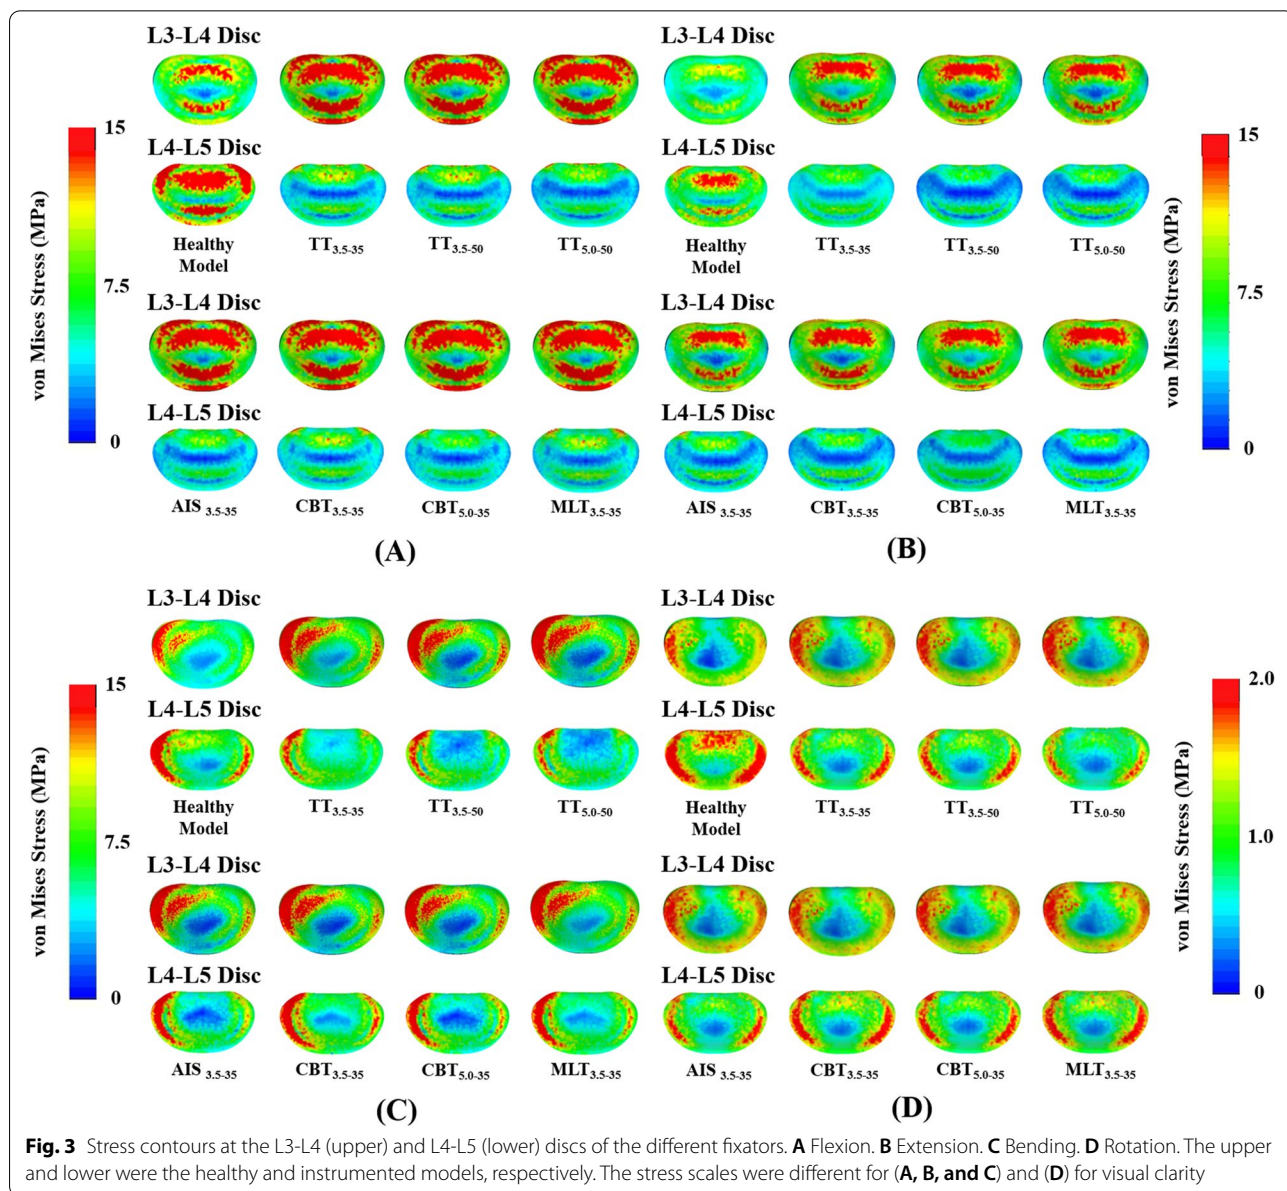 L3-L4 Disc
L4-L5 Disc
Healthy Model
TT3.5-35
TT3.5-50
TT5.0-50
L3-L4 Disc
L4-L5 Disc
AIS 3.5-35
CBT3.5-35
CBT5.0-35
MLT3.5-35
von Mises Stress (MPa)
15
7.5
0
(A)
L3-L4 Disc
L4-L5 Disc
Healthy Model
TT3.5-35
TT3.5-50
TT5.0-50
L3-L4 Disc
L4-L5 Disc
AIS 3.5-35
CBT3.5-35
CBT5.0-35
MLT3.5-35
von Mises Stress (MPa)
15
7.5
0
(B)
L3-L4 Disc
L4-L5 Disc
Healthy Model
TT3.5-35
TT3.5-50
TT5.0-50
L3-L4 Disc
L4-L5 Disc
AIS 3.5-35
CBT3.5-35
CBT5.0-35
MLT3.5-35
von Mises Stress (MPa)
15
7.5
0
(C)
L3-L4 Disc
L4-L5 Disc
Healthy Model
TT3.5-35
TT3.5-50
TT5.0-50
L3-L4 Disc
L4-L5 Disc
AIS 3.5-35
CBT3.5-35
CBT5.0-35
MLT3.5-35
von Mises Stress (MPa)
2.0
1.0
0
(D)
Fig. 3 Stress contours at the L3-L4 (upper) and L4-L5 (lower) discs of the different fixators. A Flexion. B Extension. C Bending. D Rotation. The upper
and lower were the healthy and instrumented models, respectively. The stress scales were different for (A, B, and C) and (D) for visual clarity